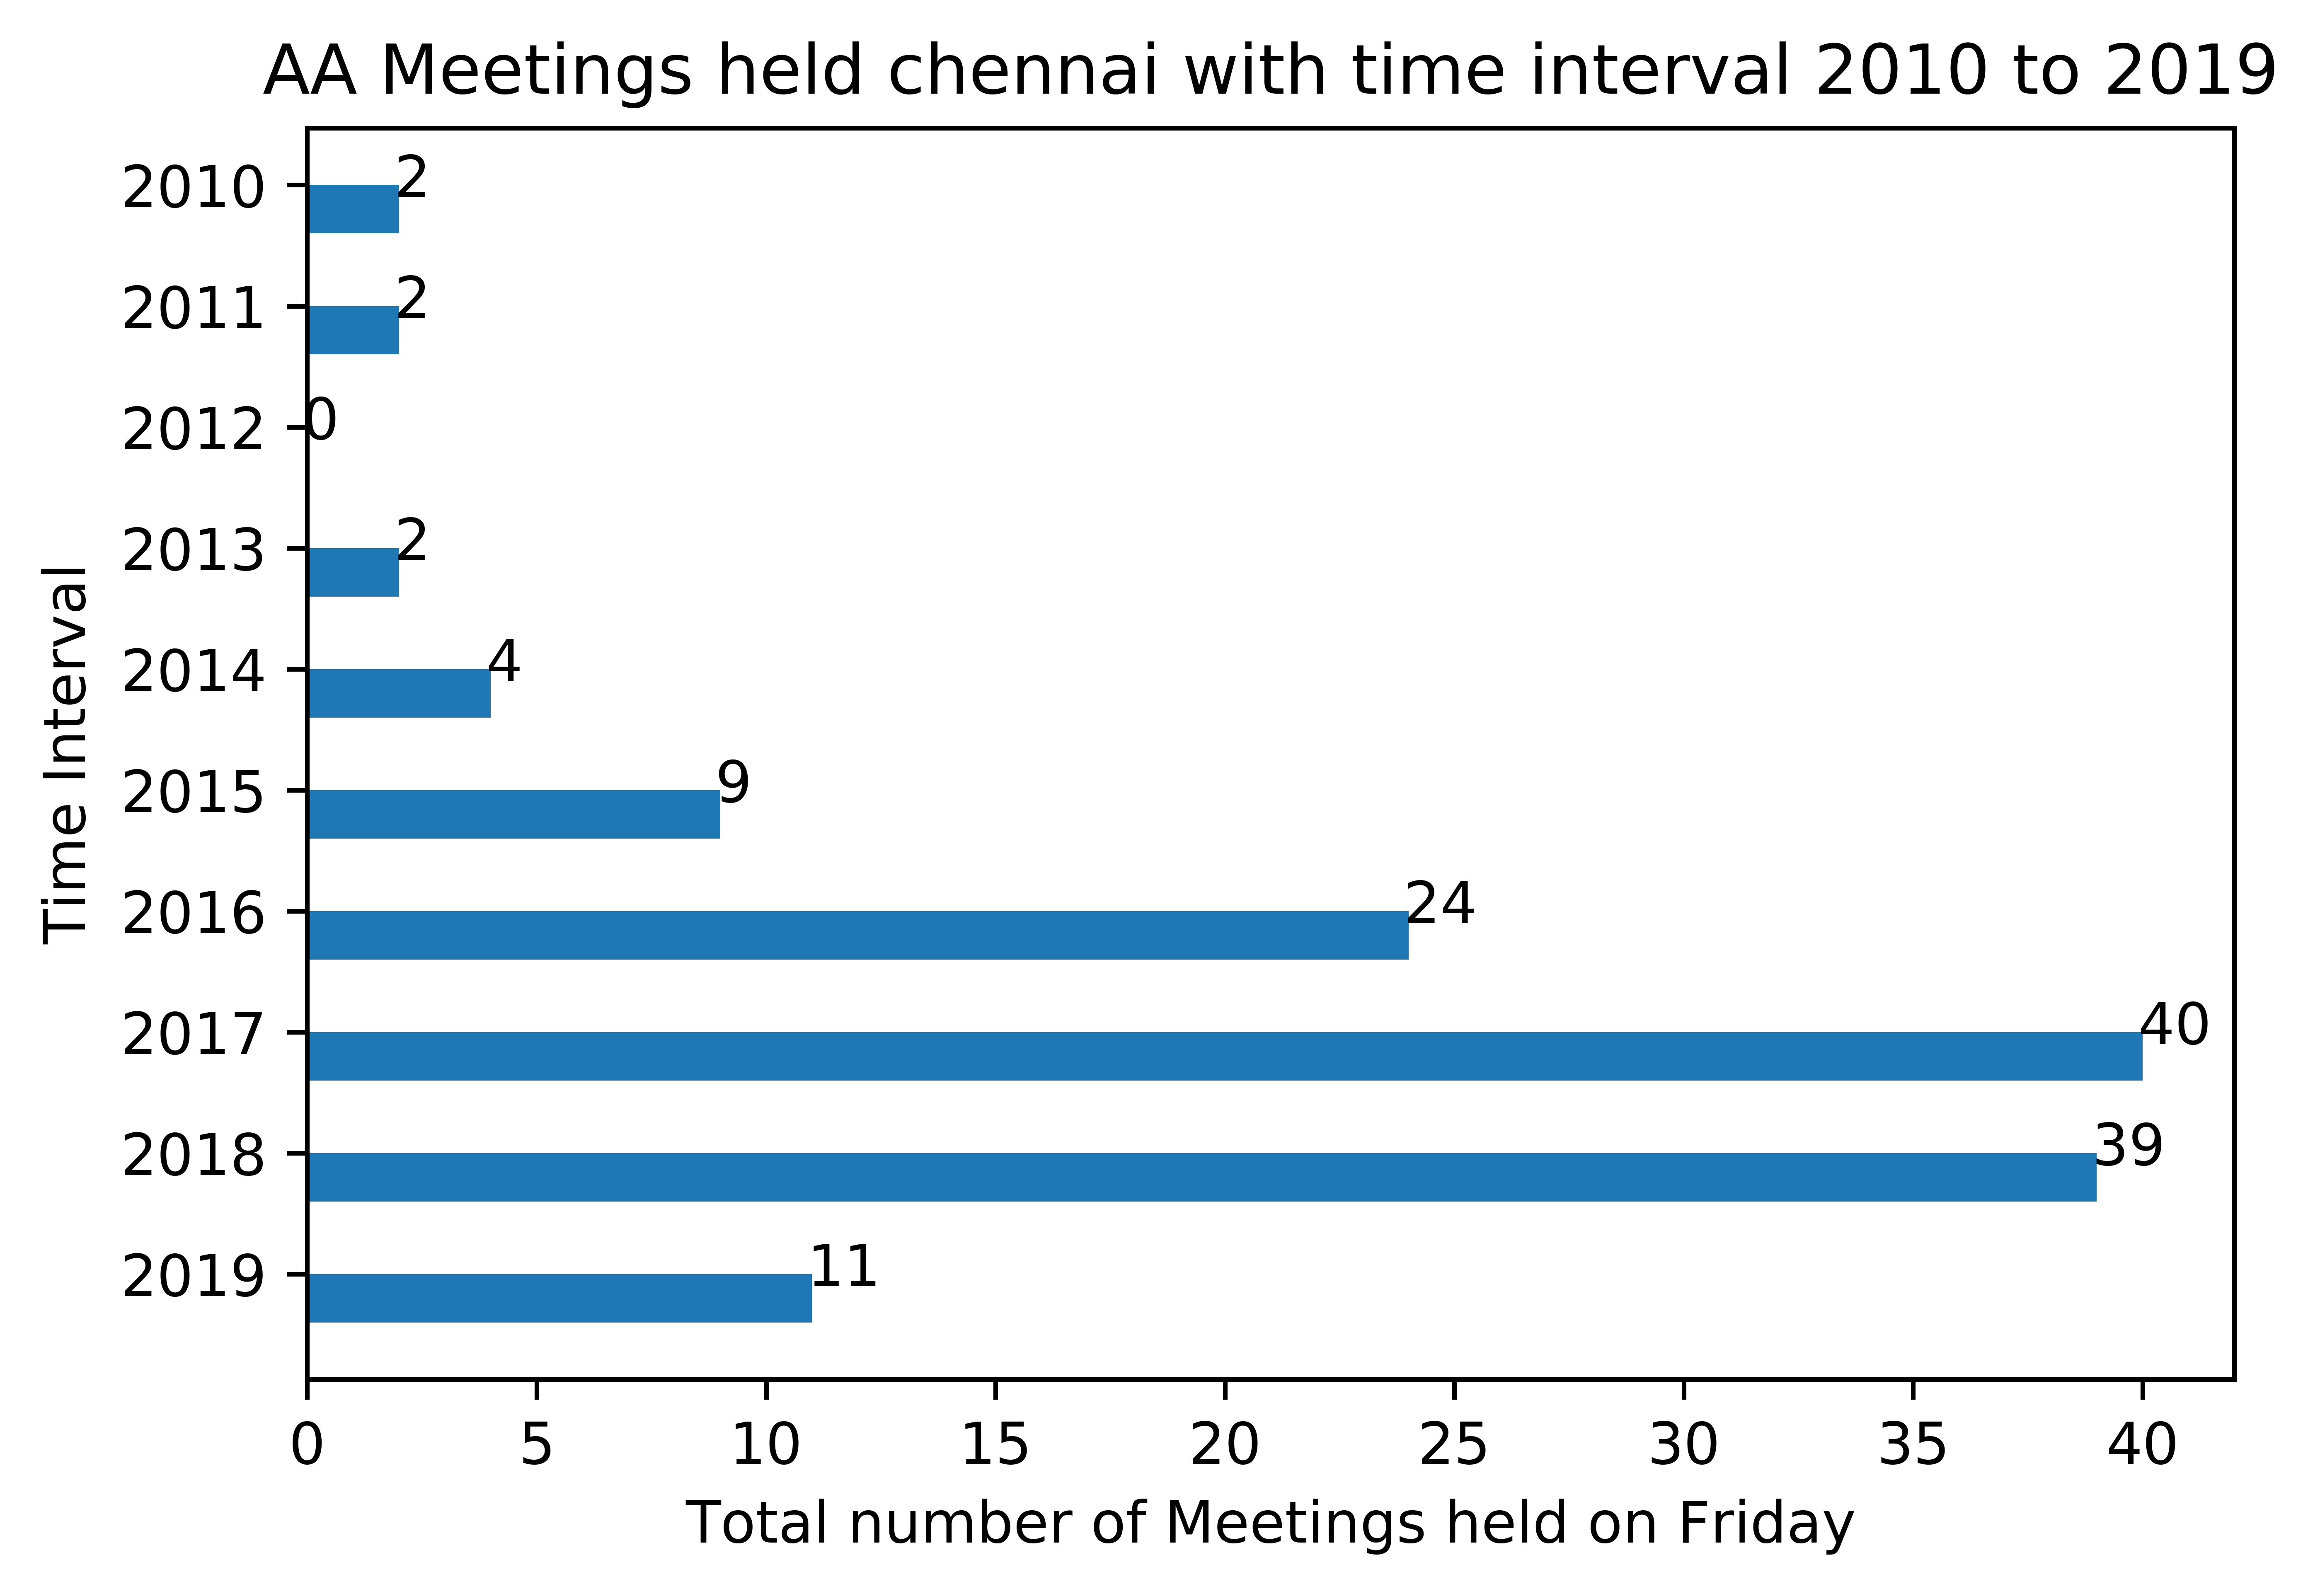 AA Meetings held chennai with time interval 2010 to 2019
Time Interval
2010 2
2011 2
2012 0
2013 2
2014 4
2015 9
2016 24
2017 40
2018 39
2019 11
0 5 10 15 20 25 30 35 40
Total number of Meetings held on Friday